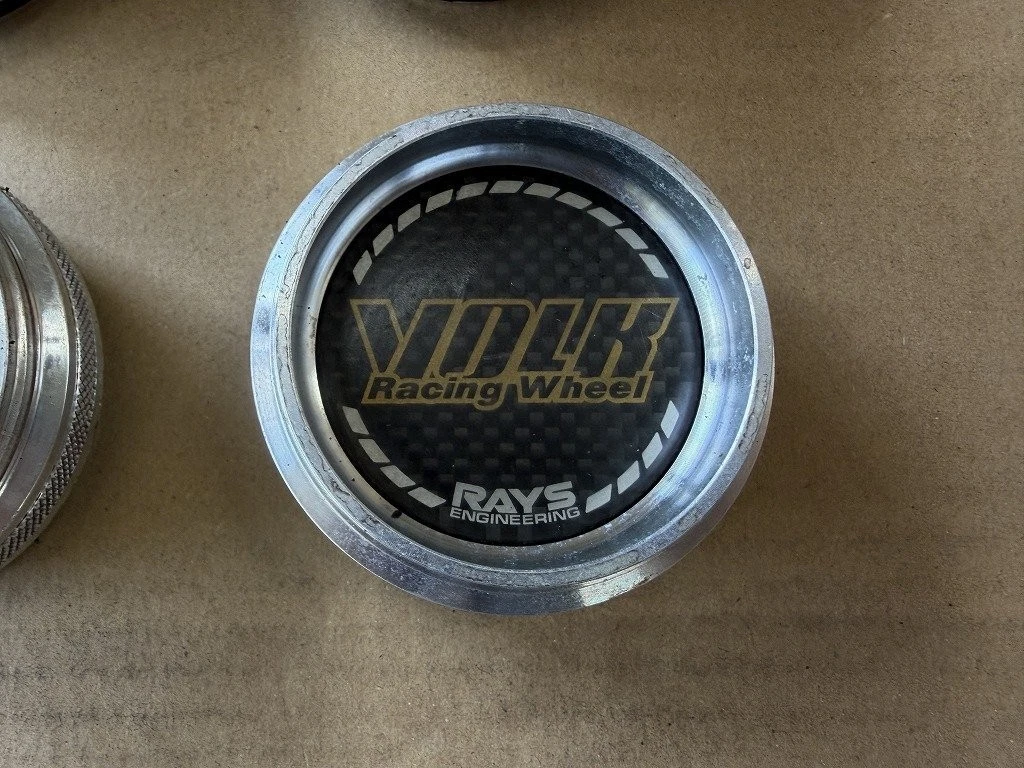 VOLK
Racing Wheel
RAYS
ENGINEERING